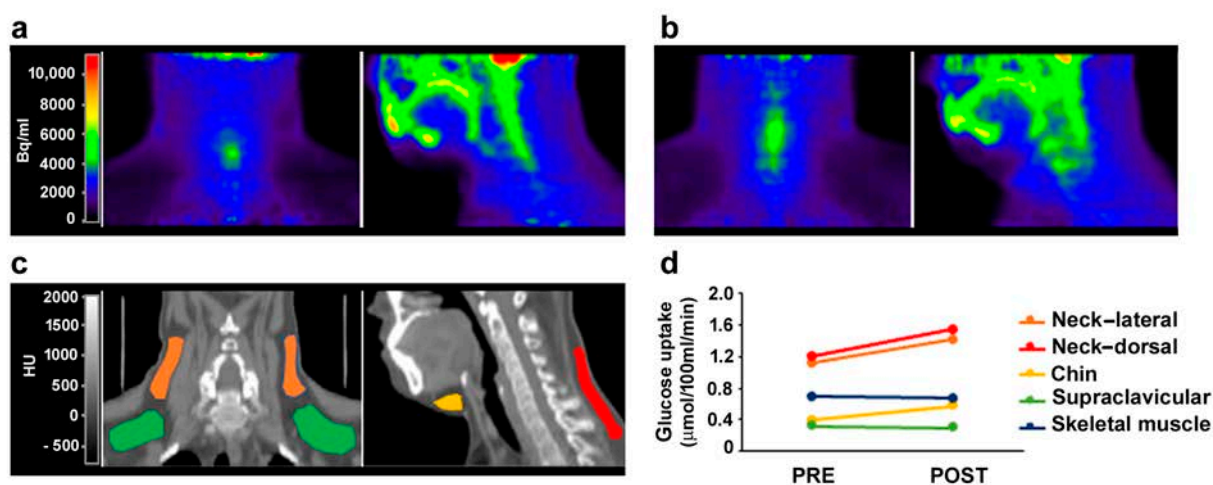 a
b
Bq/ml
10,000
8000
6000
4000
2000
0
c
d
HU
2000
1500
1000
500
0
- 500
Glucose uptake
(µmol/100ml/min)
2.0
1.6
1.2
0.8
0.4
0
PRE
POST
Neck–lateral
Neck–dorsal
Chin
Supraclavicular
Skeletal muscle